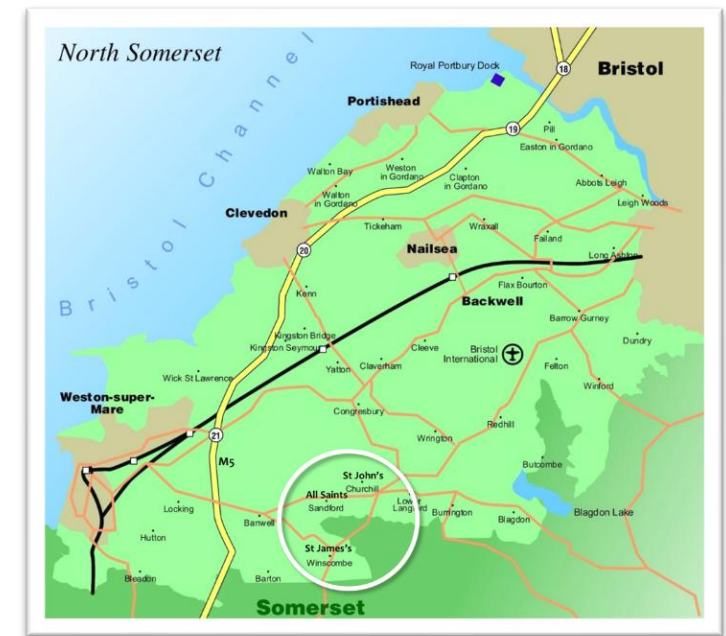 North Somerset
Royal Portbury Dock
18
Bristol
Portishead
19
Pill
Easton in Gordano
Bristol Channel
Walton Bay
Weston
in Gordano
Clapton
in Gordano
Abbots Leigh
Walton
in Gordano
Leigh Woods
Clevedon
Tickeham
Wraxall
Failand
20
Nailsea
Long Ashton
Kenn
Flax Bourton
Backwell
Barrow Gurney
Kingston Bridge
Kingston Seymour
Cleeve
Bristol
International
Dundry
Yatton
Claverham
Felton
Wick St Lawrence
Winford
Weston-super-
Mare
Congresbury
Redhill
21
Wrington
M5
Butcombe
St John's
Churchill
All Saints
Sandford
Lower
Langford
Locking
Banwell
Burrington
Blagdon
Blagdon Lake
Hutton
St James's
Winscombe
Bleadon
Barton
Somerset